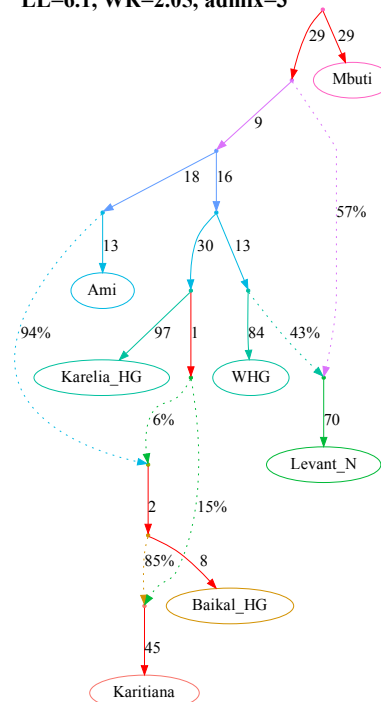 LL=6.1, WR=2.05, admix=3
29
29
Mbuti
9
18
16
57%
13
30
13
Ami
94%
97
1
84
43%
Karelia_HG
WHG
6%
70
Levant_N
2
15%
85%
8
Baikal_HG
45
Karitiana